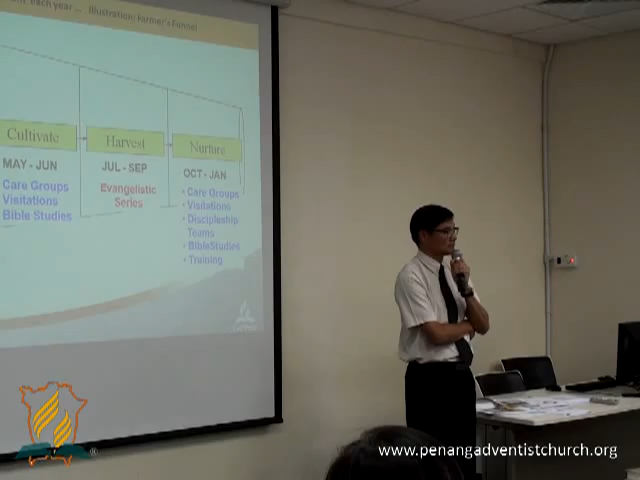 each year ... Illustration: Farmer's Funnel
Cultivate
Harvest
Nurture
MAY - JUN
JUL - SEP
OCT - JAN
Care Groups
Visitations
Bible Studies
Evangelistic
Series
• Care Groups
• Visitations
• Discipleship
Teams
• BibleStudies
• Training
®
www.penangadventistchurch.org